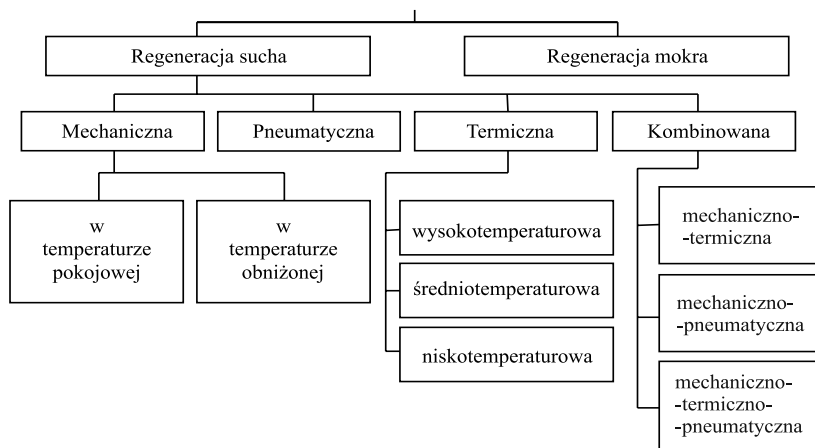 Regeneracja sucha
Regeneracja mokra
Mechaniczna
Pneumatyczna
Termiczna
Kombinowana
w
temperaturze
pokojowej
w
temperaturze
obniżonej
wysokotemperaturowa
średniotemperaturowa
niskotemperaturowa
mechaniczno-
-termiczna
mechaniczno-
-pneumatyczna
mechaniczno-
-termiczno-
-pneumatyczna